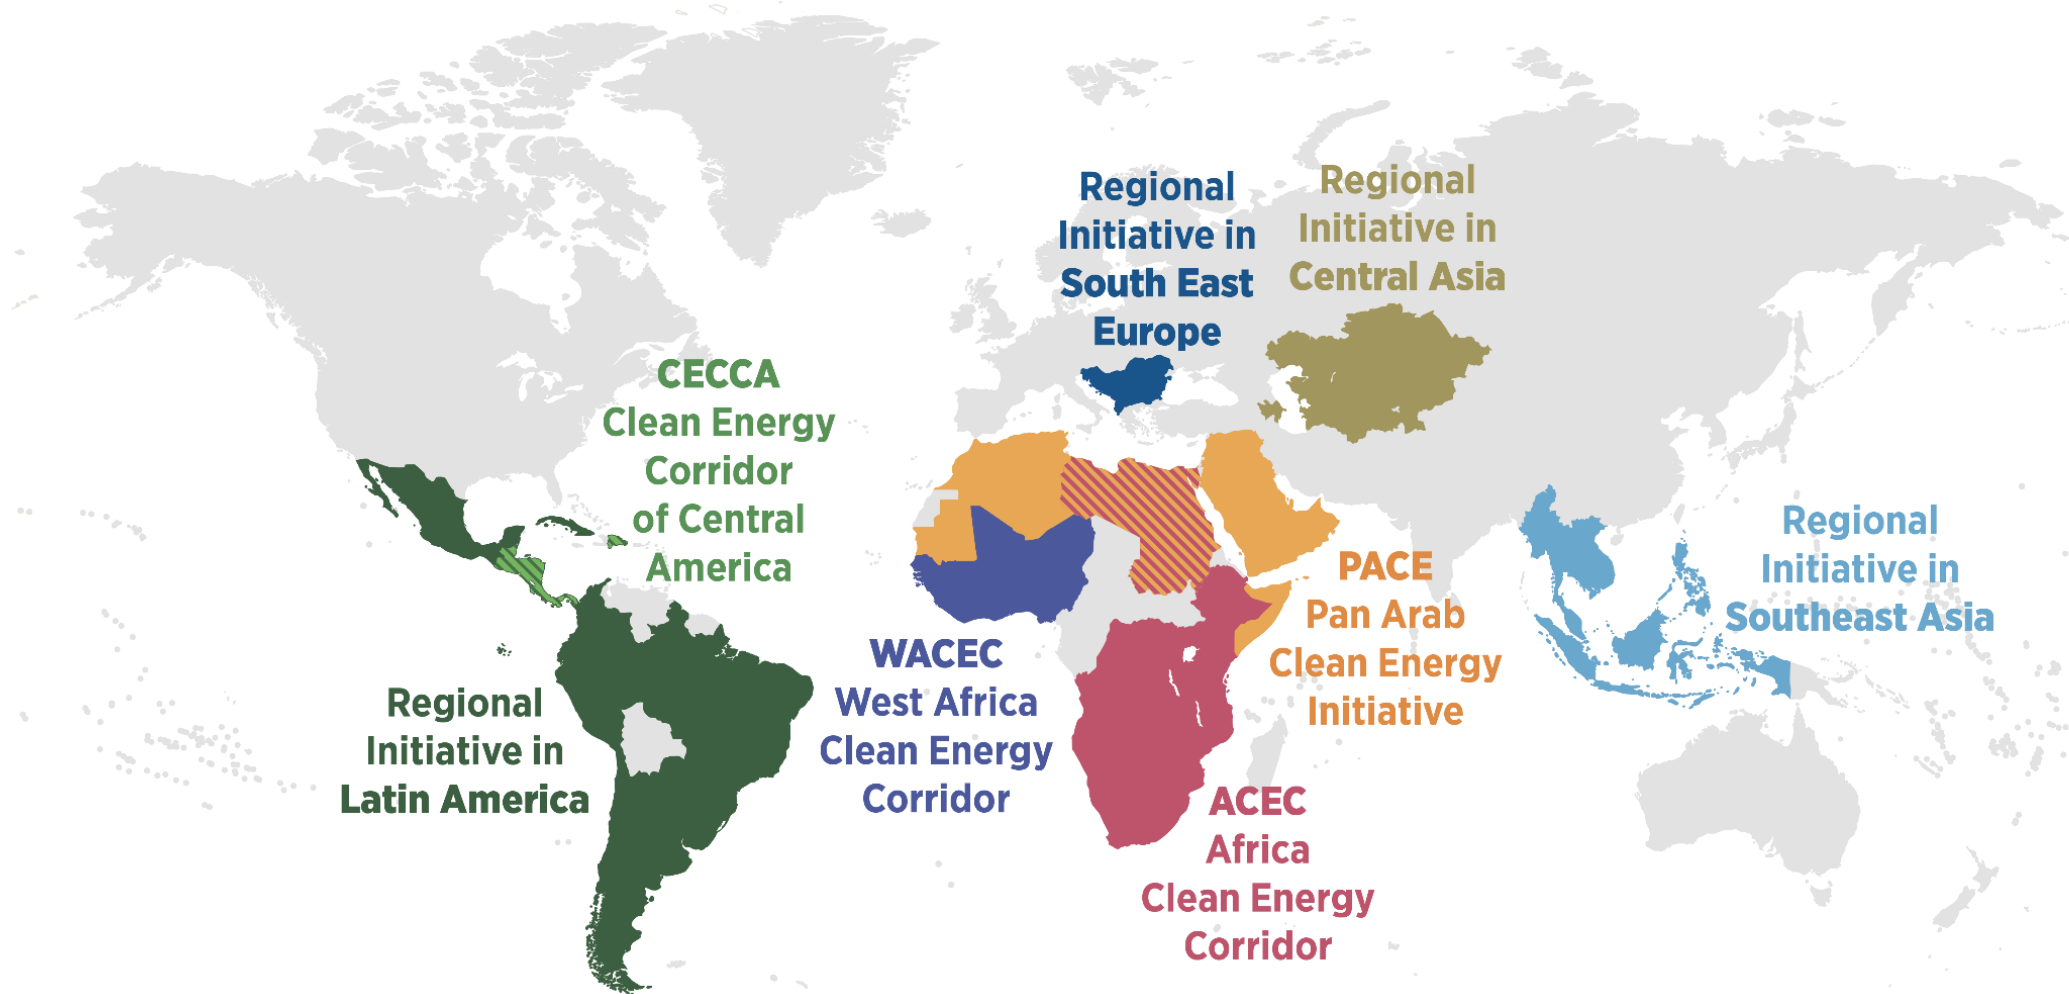 Regional
Initiative in
South East
Europe
Regional
Initiative in
Central Asia
CECCA
Clean Energy
Corridor
of Central
America
Regional
Initiative in
Southeast Asia
PACE
Pan Arab
Clean Energy
Initiative
WACEC
West Africa
Clean Energy
Corridor
Regional
Initiative in
Latin America
ACEC
Africa
Clean Energy
Corridor